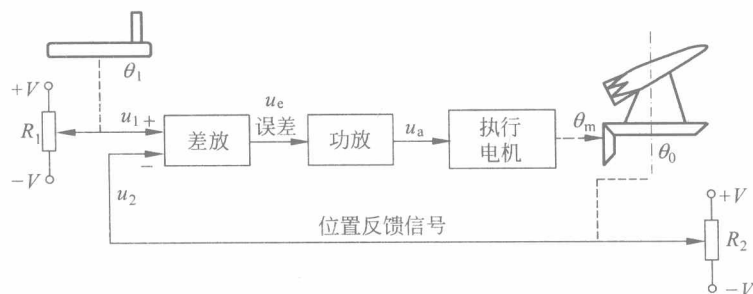 θ₁
+V
R₁
−V
u₁ +
−
u₂
差放
uₑ
误差
功放
uₐ
执行
电机
θₘ
θ₀
位置反馈信号
+V
R₂
−V